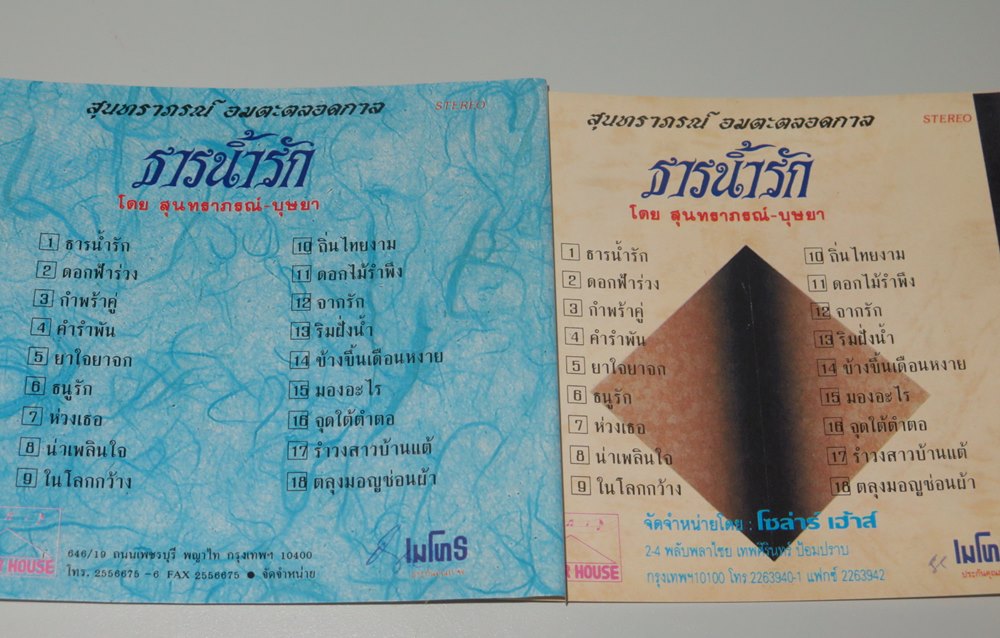 สุนทราภรณ์ อมตะตลอดกาล
STEREO
ธารน้ำรัก
โดย สุนทราภรณ์-บุษยา
1 ธารน้ำรัก
2 ดอกฟ้าร่วง
3 กำพร้าคู่
4 คำรำพัน
5 ยาใจยาจก
6 ธนูรัก
7 ห่วงเธอ
8 น่าเพลินใจ
9 ในโลกกว้าง
10 ถิ่นไทยงาม
11 ดอกไม้รำพึง
12 จากรัก
13 ริมฝั่งน้ำ
14 ข้างขึ้นเดือนหงาย
15 มองอะไร
16 จุดใต้ตำตอ
17 รำวงสาวบ้านแต้
18 ตลุงมอญซ่อนผ้า
R HOUSE
646/19 ถนนเพชรบุรี พญาไท กรุงเทพฯ 10400
โทร. 2556675 -6 FAX 2556675 ● จัดจำหน่าย
เมโทร
สุนทราภรณ์ อมตะตลอดกาล
STEREO
ธารน้ำรัก
โดย สุนทราภรณ์-บุษยา
1 ธารน้ำรัก
2 ดอกฟ้าร่วง
3 กำพร้าคู่
4 คำรำพัน
5 ยาใจยาจก
6 ธนูรัก
7 ห่วงเธอ
8 น่าเพลินใจ
9 ในโลกกว้าง
10 ถิ่นไทยงาม
11 ดอกไม้รำพึง
12 จากรัก
13 ริมฝั่งน้ำ
14 ข้างขึ้นเดือนหงาย
15 มองอะไร
16 จุดใต้ตำตอ
17 รำวงสาวบ้านแต้
18 ตลุงมอญซ่อนผ้า
จัดจำหน่ายโดย : โซล่าร์ เฮ้าส์
2-4 พลับพลาไชย เทพศิรินทร์ ป้อมปราบ
กรุงเทพฯ10100 โทร 2263940-1 แฟกซ์ 2263942
R HOUSE
เมโท
ประกันคุณ